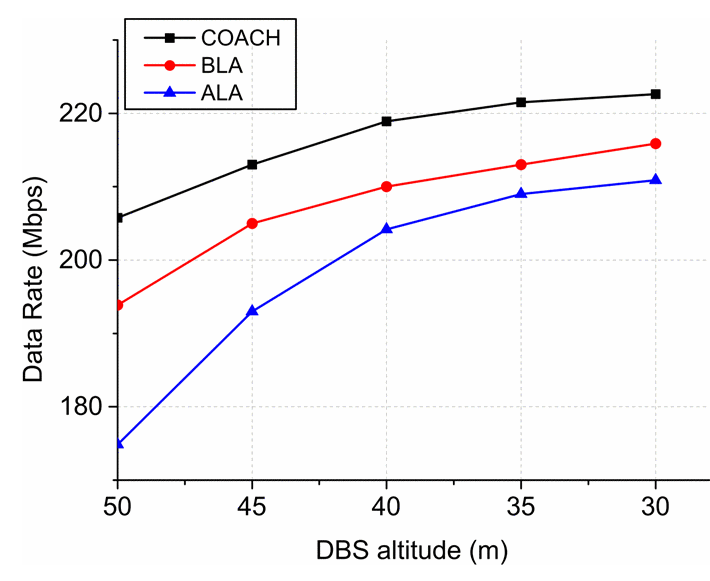 COACH
BLA
ALA
220
200
180
Data Rate (Mbps)
50 45 40 35 30
DBS altitude (m)